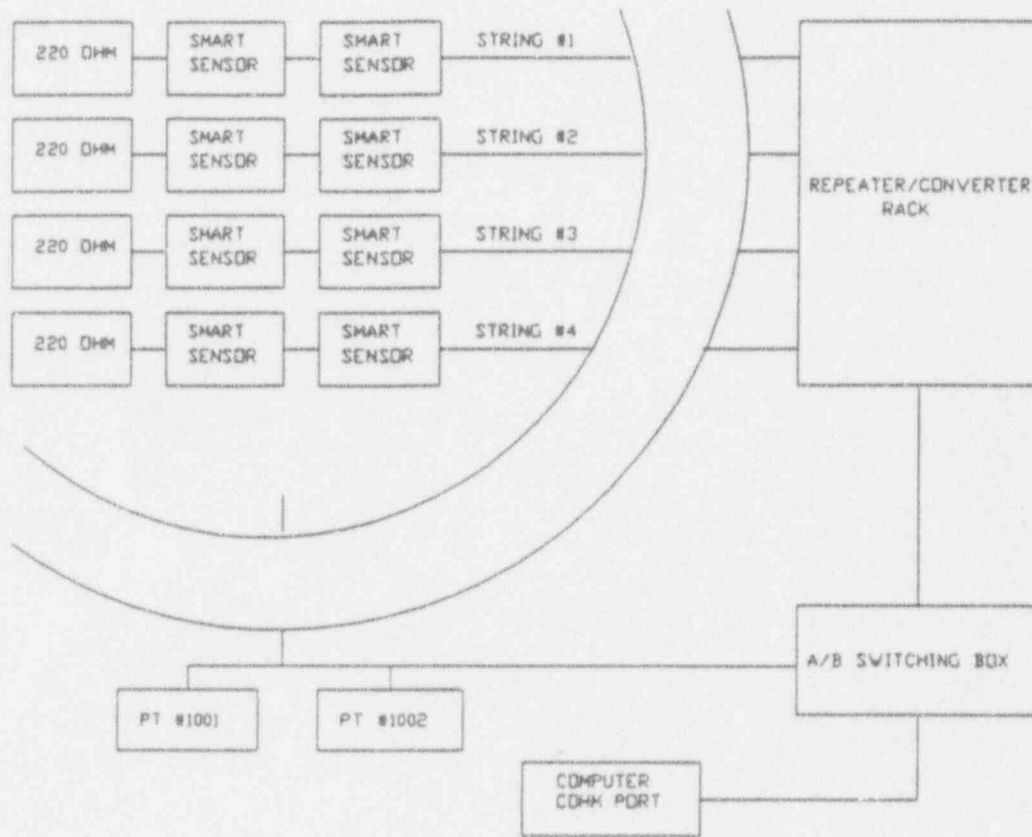 220 OHM
SMART
SENSOR
SMART
SENSOR
STRING #1
220 OHM
SMART
SENSOR
SMART
SENSOR
STRING #2
220 OHM
SMART
SENSOR
SMART
SENSOR
STRING #3
220 OHM
SMART
SENSOR
SMART
SENSOR
STRING #4
REPEATER/CONVERTER
RACK
A/B SWITCHING BOX
PT #1001
PT #1002
COMPUTER
COMM PORT